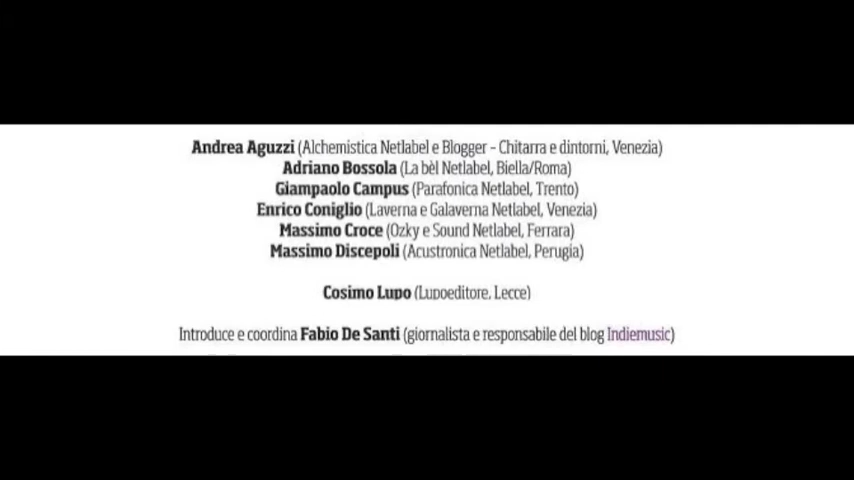 Andrea Aguzzi (Alchemistica Netlabel e Blogger - Chitarra e dintorni, Venezia)
Adriano Bossola (La bèl Netlabel, Biella/Roma)
Giampaolo Campus (Parafonica Netlabel, Trento)
Enrico Coniglio (Laverna e Galaverna Netlabel, Venezia)
Massimo Croce (Ozky e Sound Netlabel, Ferrara)
Massimo Discepoli (Acustronica Netlabel, Perugia)
Cosimo Lupo (Lupoeditore, Lecce)
Introduce e coordina Fabio De Santi (giornalista e responsabile del blog Indiemusic)